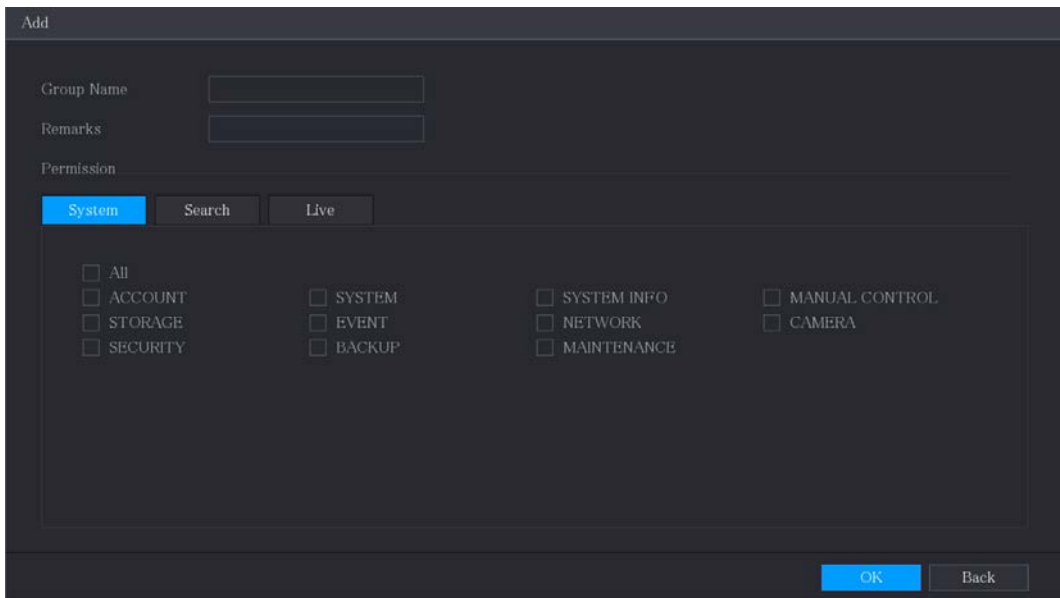 Add
Group Name
Remarks
Permission
System Search Live
All
ACCOUNT SYSTEM SYSTEM INFO MANUAL CONTROL
STORAGE EVENT NETWORK CAMERA
SECURITY BACKUP MAINTENANCE
OK Back